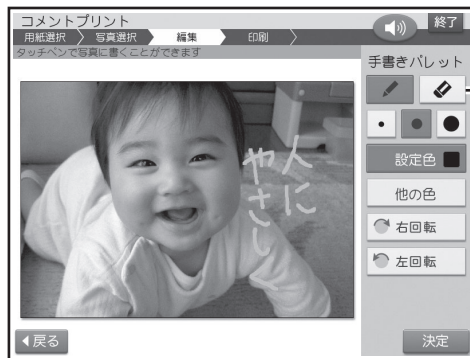 コメントプリント
終了
用紙選択 写真選択 編集 印刷
タッチペンで写真に書くことができます
手書きパレット
人に
やさし
設定色
他の色
右回転
左回転
戻る
決定